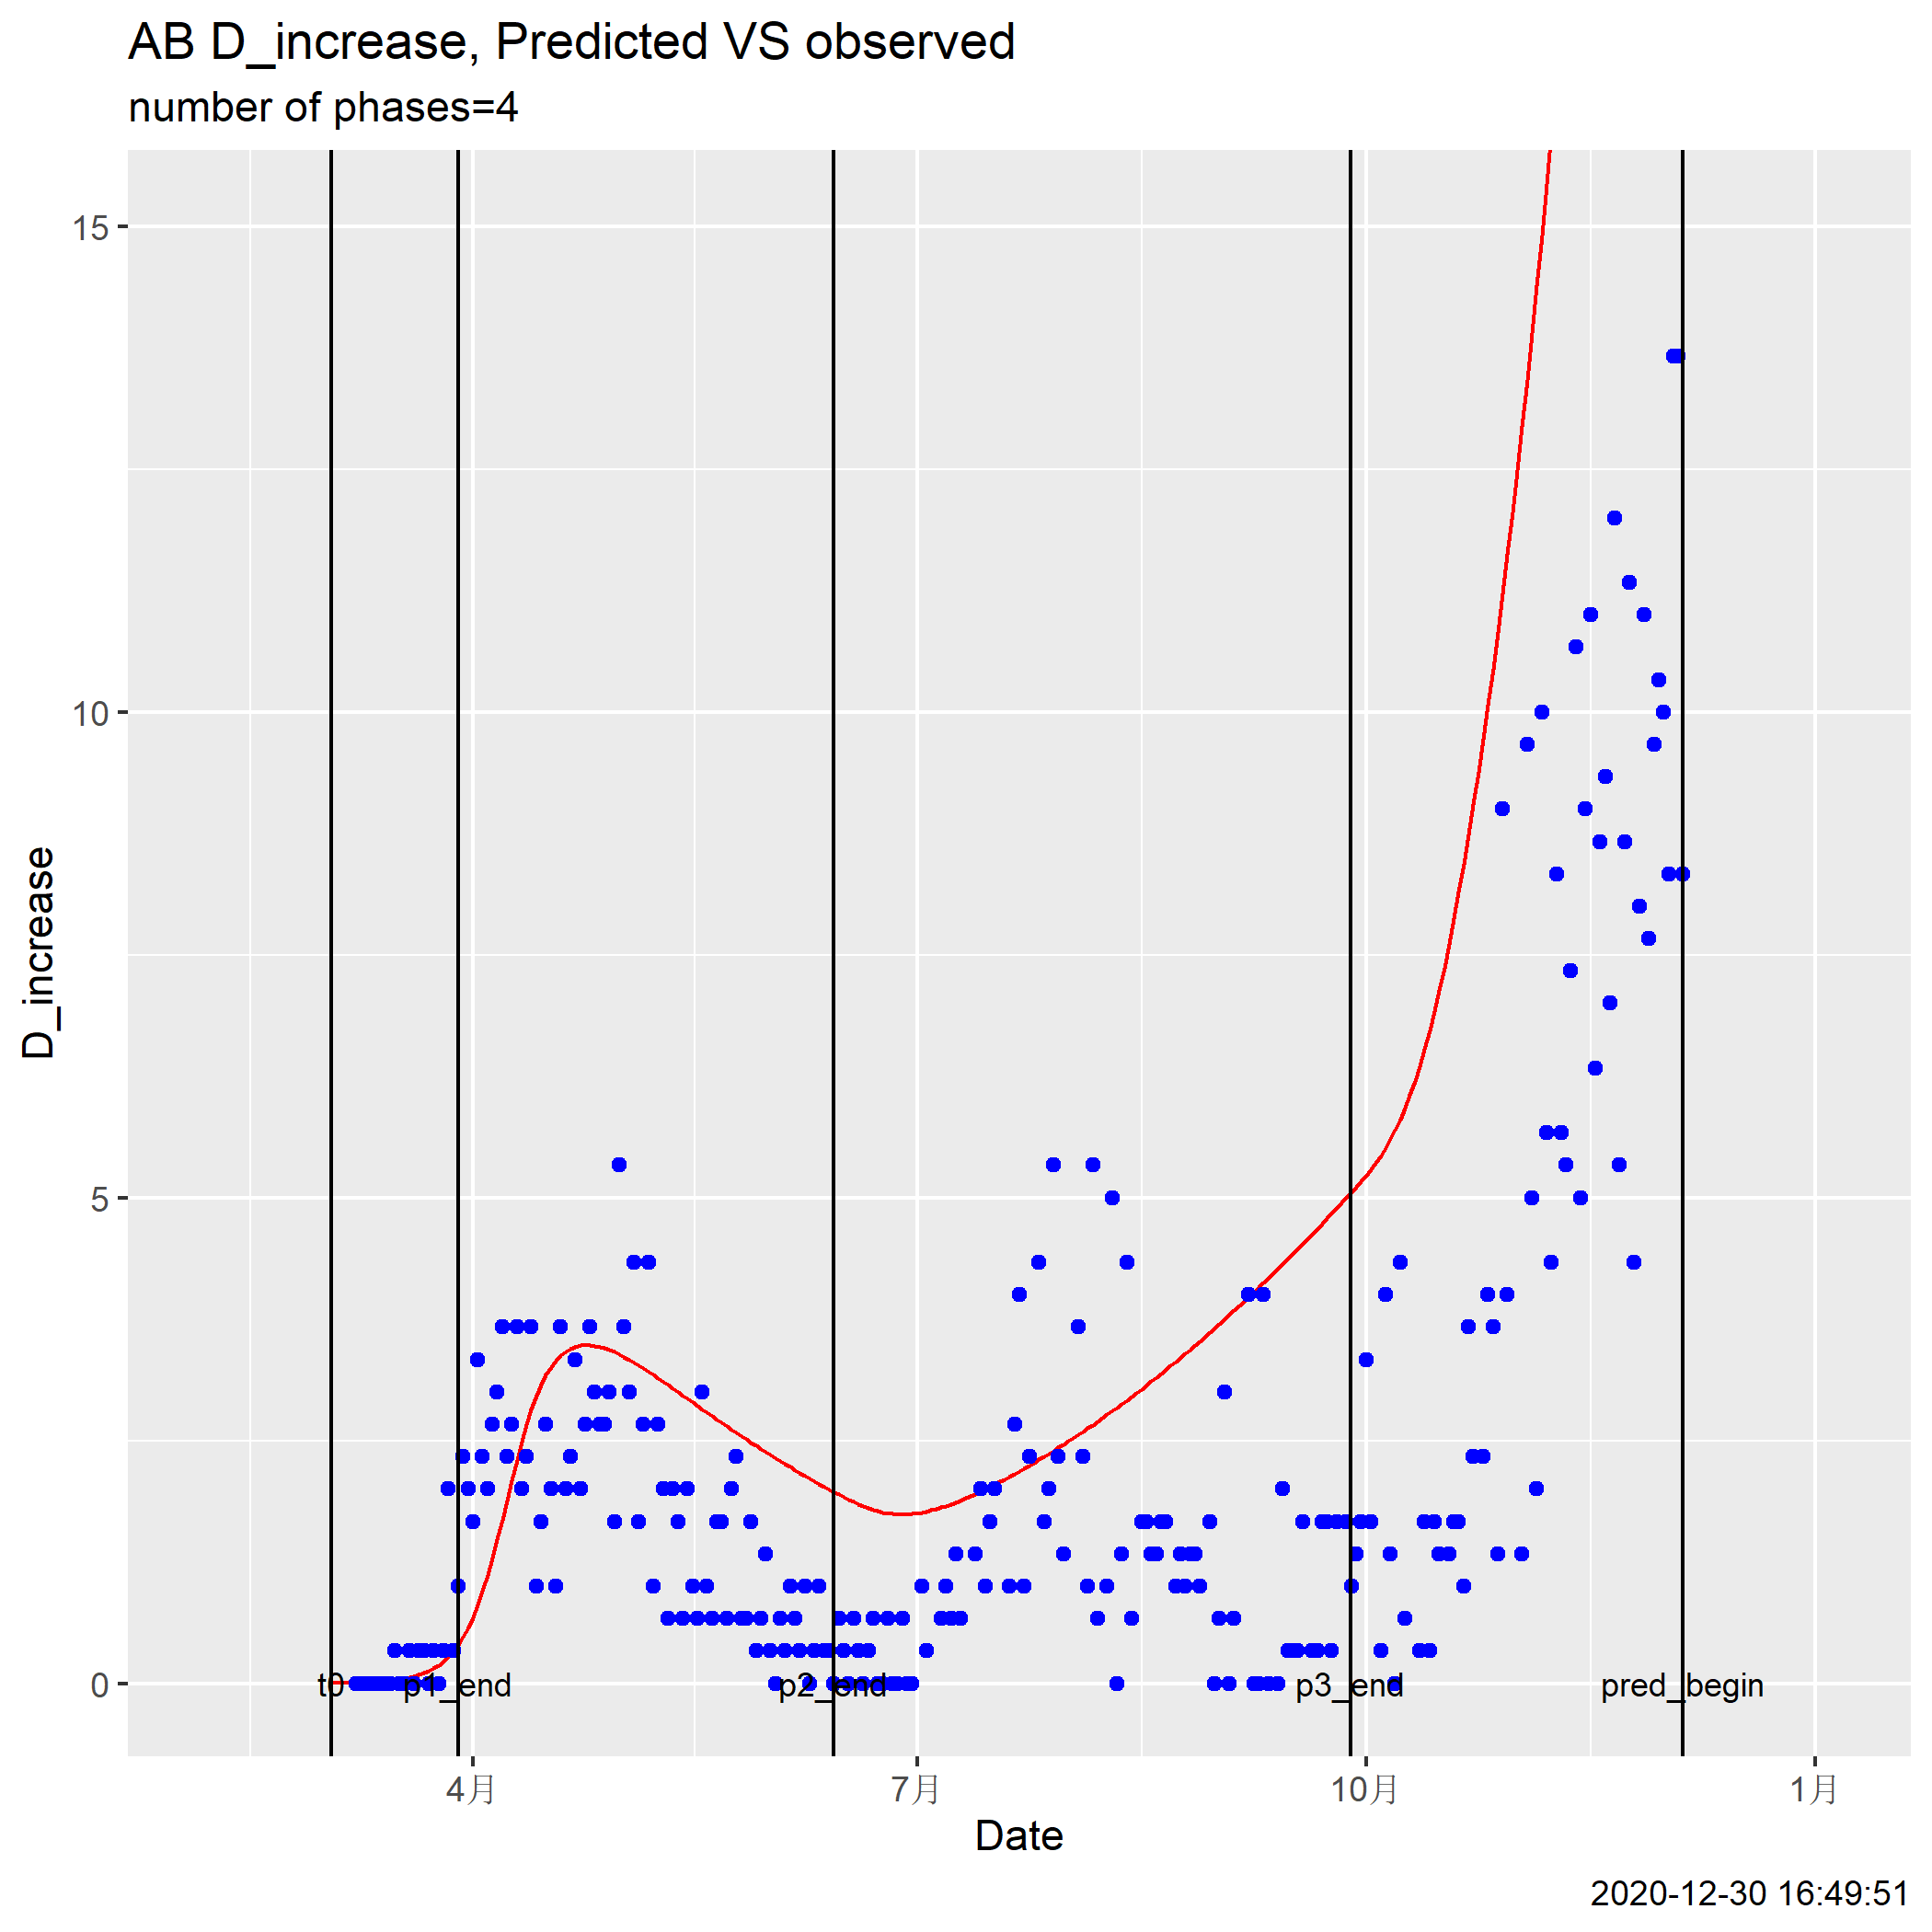 AB D_increase, Predicted VS observed
number of phases=4
15
10
5
0
D_increase
t0
p1_end
p2_end
p3_end
pred_begin
4月
7月
10月
1月
Date
2020-12-30 16:49:51